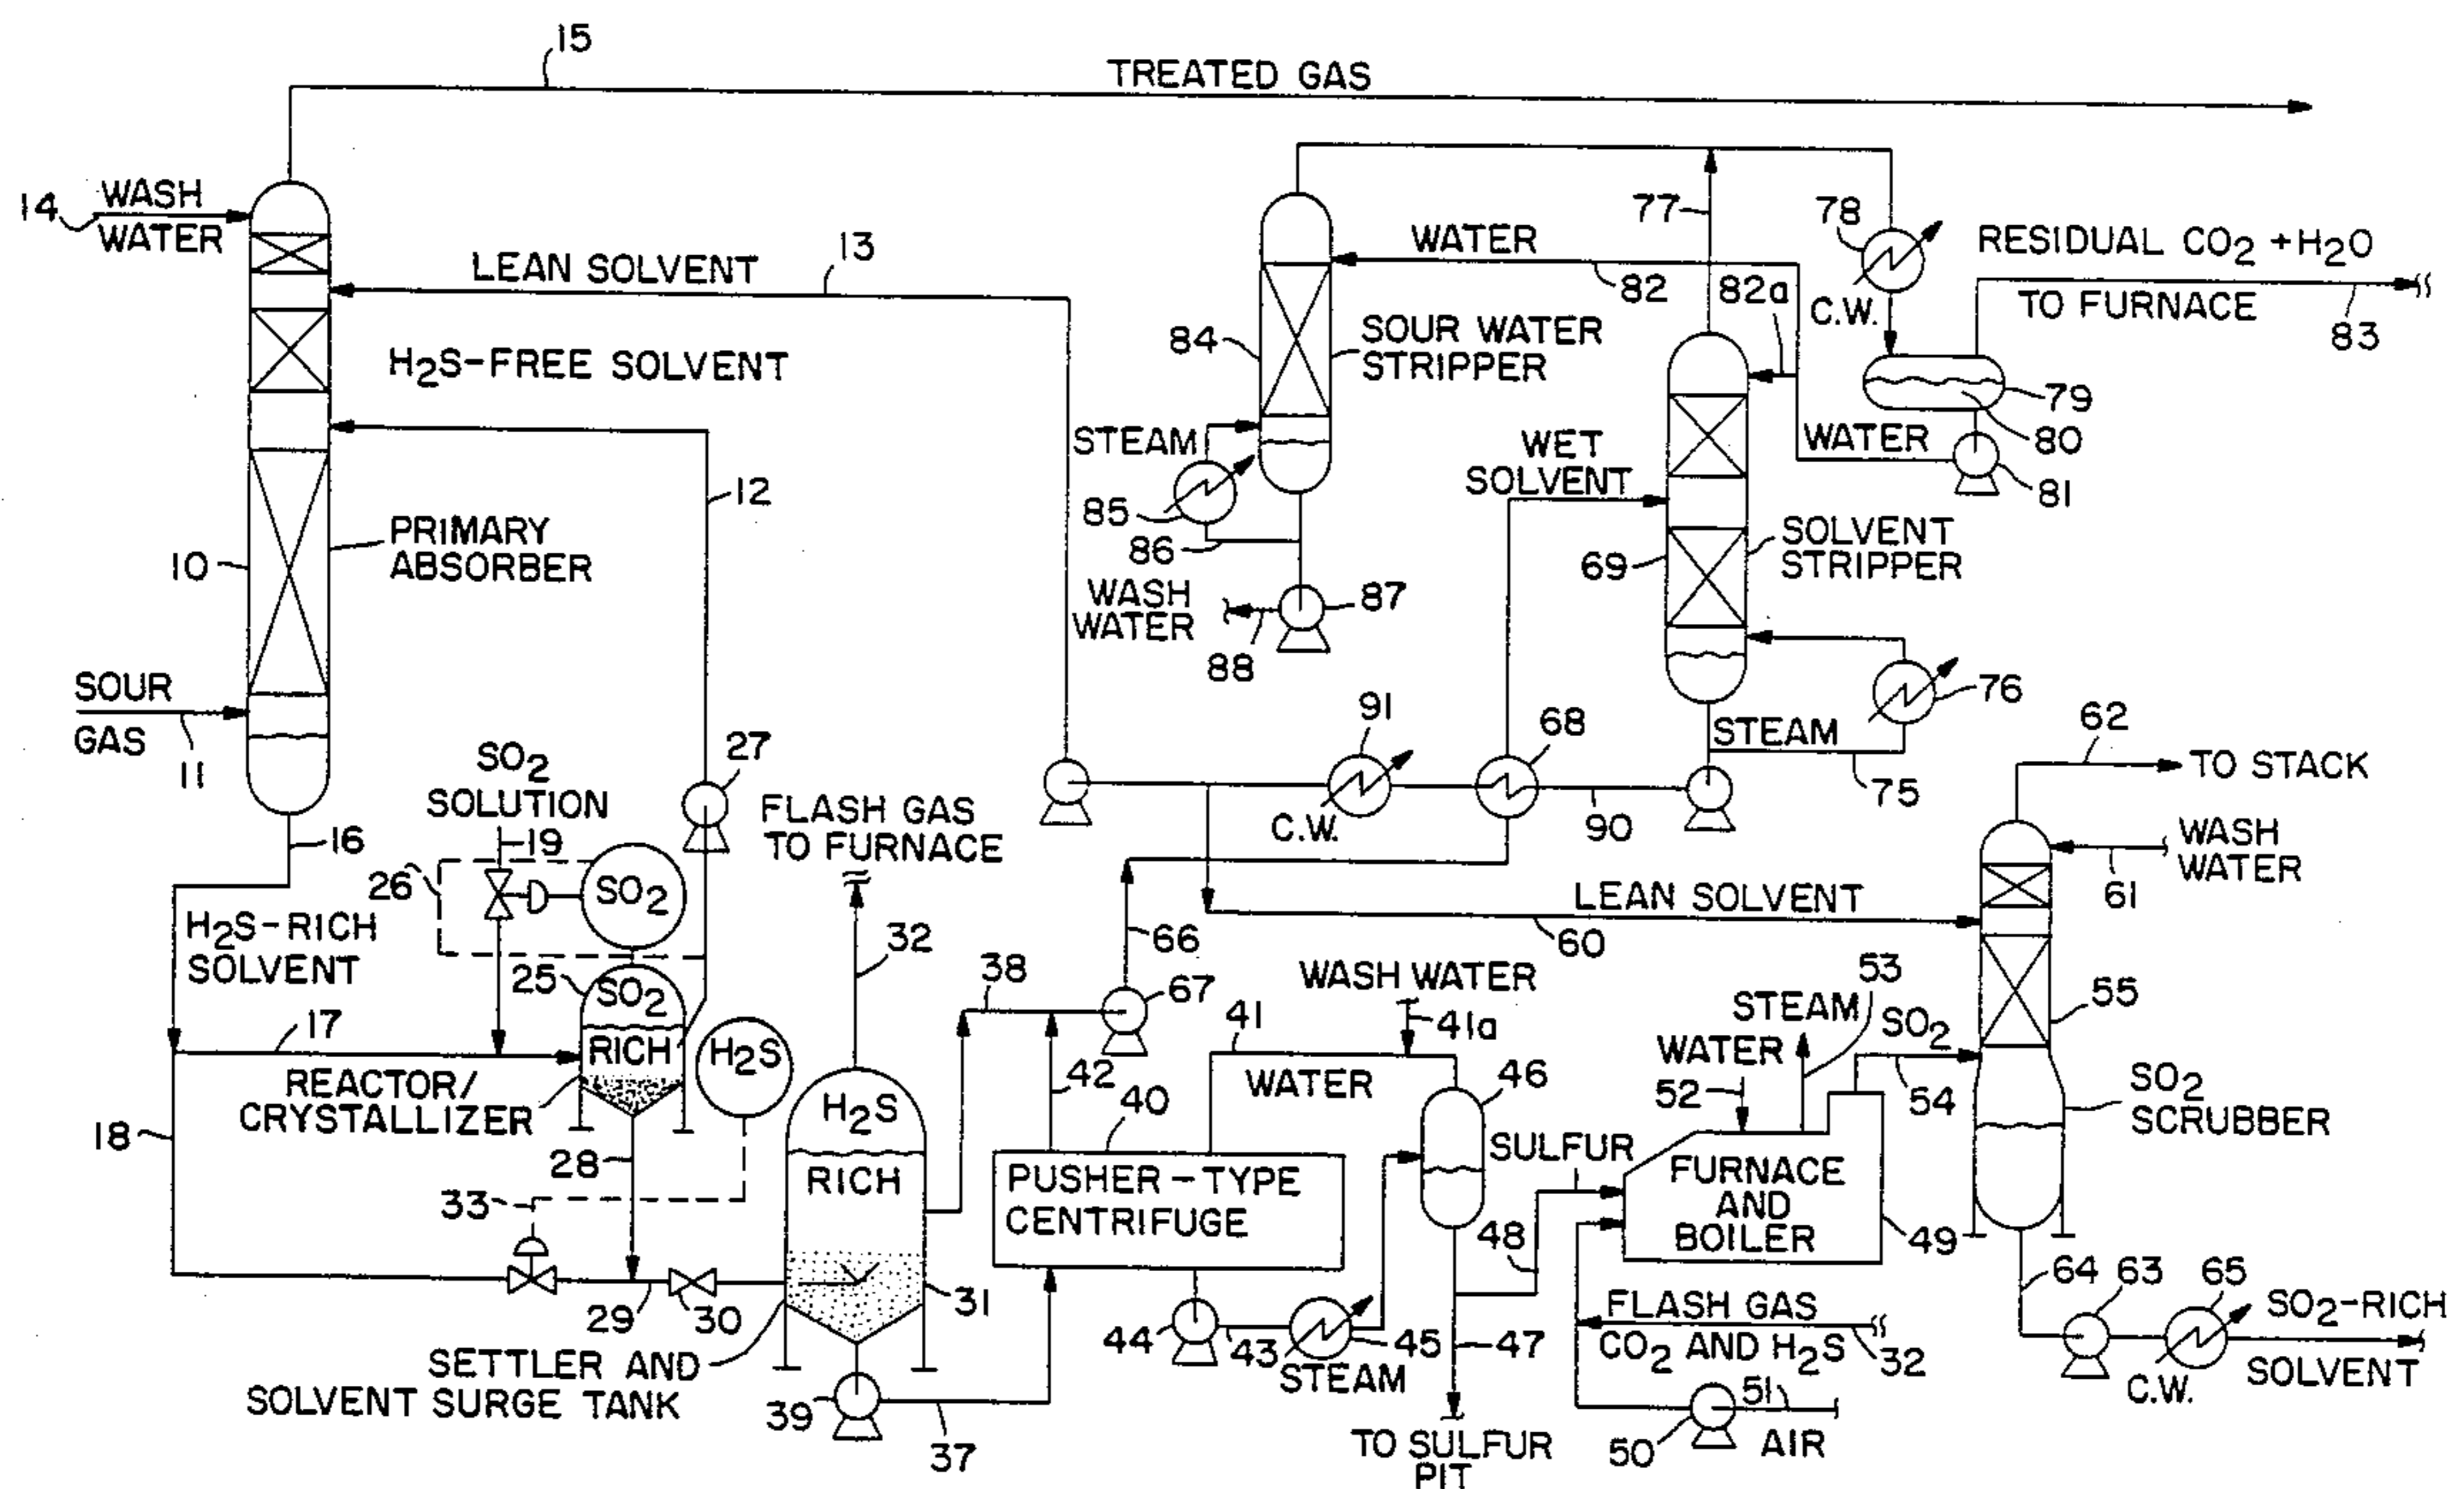 15
TREATED GAS
14
WASH
WATER
LEAN SOLVENT
13
H2S-FREE SOLVENT
12
10
PRIMARY
ABSORBER
SOUR
GAS
11
16
77
78
RESIDUAL CO2 + H2O
TO FURNACE
83
WATER
82
82a
C.W.
84
SOUR WATER
STRIPPER
79
80
WATER
81
STEAM
85
86
WASH
WATER
87
88
WET
SOLVENT
69
SOLVENT
STRIPPER
76
STEAM
75
91
68
C.W.
90
62
TO STACK
WASH
WATER
61
SO2
SOLUTION
19
27
26
SO2
FLASH GAS
TO FURNACE
32
H2S-RICH
SOLVENT
25
SO2
RICH
17
REACTOR/
CRYSTALLIZER
18
28
H2S
33
29
30
H2S
RICH
31
SETTLER AND
SOLVENT SURGE TANK
39
37
38
66
67
42
41
WASH WATER
41a
WATER
40
PUSHER-TYPE
CENTRIFUGE
46
44
43
45
STEAM
47
TO SULFUR
PIT
LEAN SOLVENT
60
SULFUR
48
STEAM
53
WATER
52
SO2
54
55
FURNACE
AND
BOILER
49
SO2
SCRUBBER
FLASH GAS
CO2 AND H2S
32
50
51
AIR
64
63
65
C.W.
SO2-RICH
SOLVENT